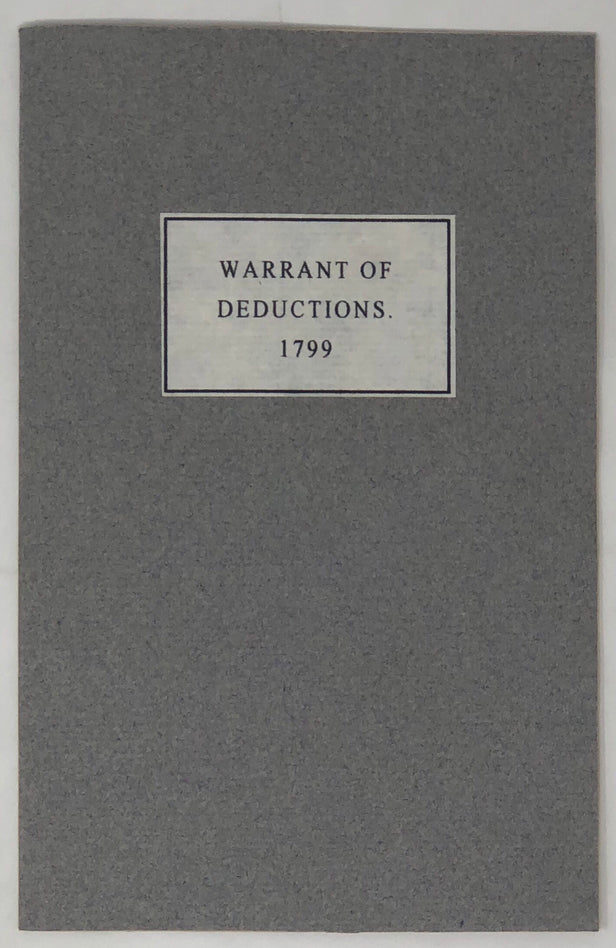 WARRANT OF
DEDUCTIONS.
1799